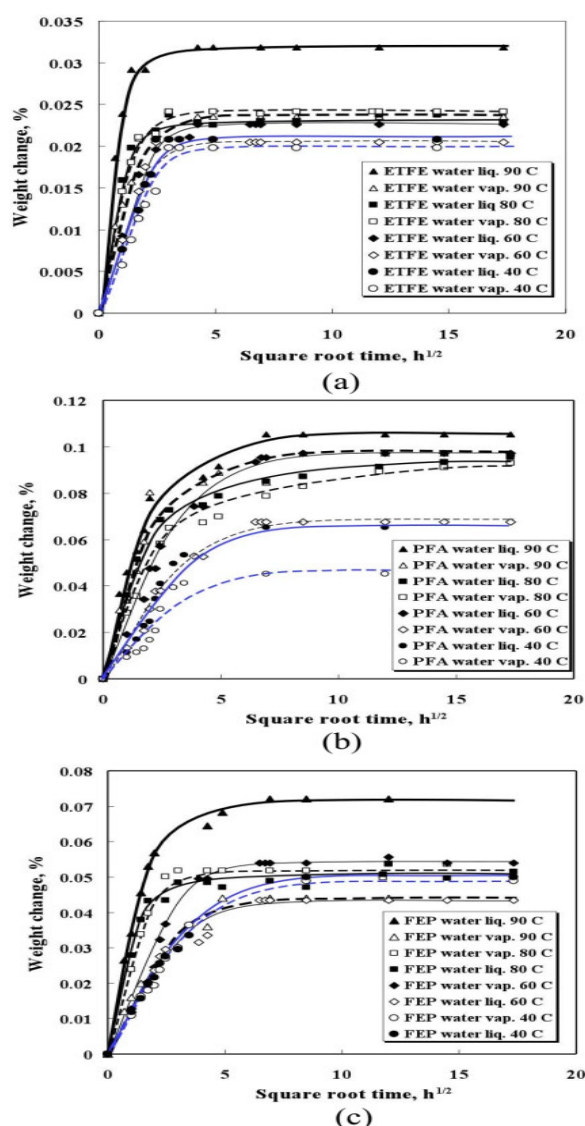 0.035
0.03
0.025
0.02
0.015
0.01
0.005
0
Weight change, %
ETFE water liq. 90 C
ETFE water vap. 90 C
ETFE water liq 80 C
ETFE water vap. 80 C
ETFE water liq. 60 C
ETFE water vap. 60 C
ETFE water liq. 40 C
ETFE water vap. 40 C
0 5 10 15 20
Square root time, h1/2
(a)
0.12
0.1
0.08
0.06
0.04
0.02
0
Weight change, %
PFA water liq. 90 C
PFA water vap. 90 C
PFA water liq. 80 C
PFA water vap. 80 C
PFA water liq. 60 C
PFA water vap. 60 C
PFA water liq. 40 C
PFA water vap. 40 C
0 5 10 15 20
Square root time, h1/2
(b)
0.08
0.07
0.06
0.05
0.04
0.03
0.02
0.01
0
Weight change, %
FEP water liq. 90 C
FEP water vap. 90 C
FEP water vap. 80 C
FEP water liq. 80 C
FEP water vap. 60 C
FEP water liq. 60 C
FEP water vap. 40 C
FEP water liq. 40 C
0 5 10 15 20
Square root time, h1/2
(c)